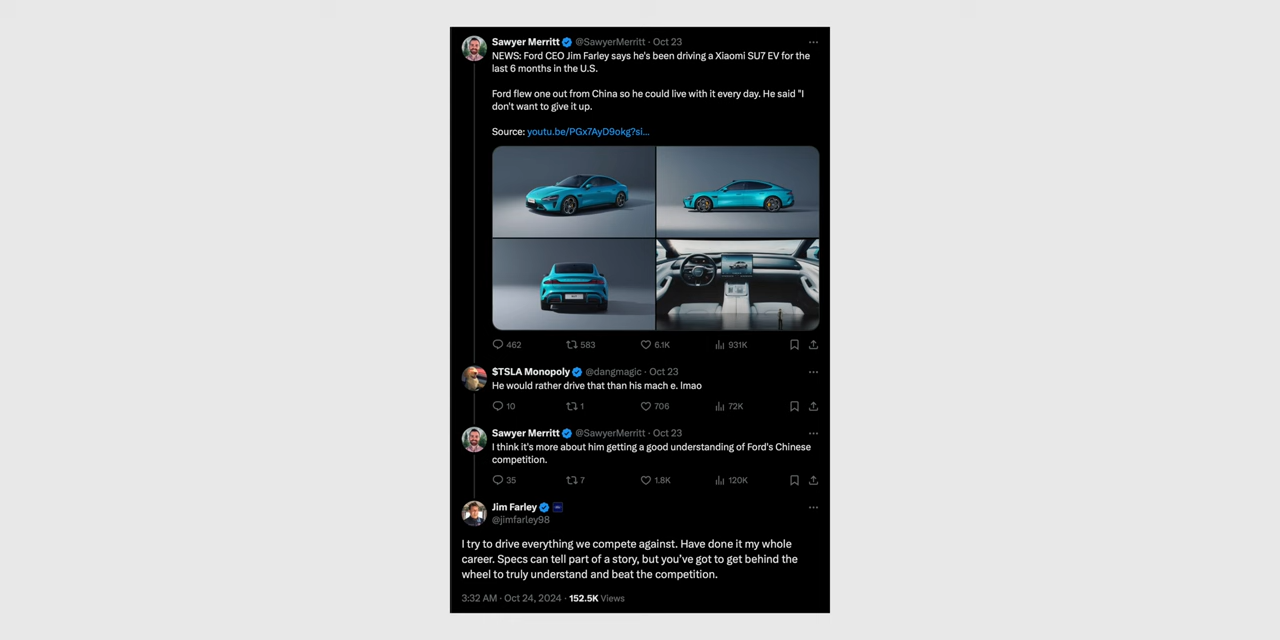 Sawyer Merritt @SawyerMerritt · Oct 23
NEWS: Ford CEO Jim Farley says he's been driving a Xiaomi SU7 EV for the
last 6 months in the U.S.
Ford flew one out from China so he could live with it every day. He said "I
don't want to give it up.
Source: youtu.be/PGx7AyD9okg?si...
462 583 6.1K 931K
$TSLA Monopoly @dangmagic · Oct 23
He would rather drive that than his mach e. lmao
10 1 706 72K
Sawyer Merritt @SawyerMerritt · Oct 23
I think it's more about him getting a good understanding of Ford's Chinese
competition.
35 7 1.8K 120K
Jim Farley
@jimfarley98
I try to drive everything we compete against. Have done it my whole
career. Specs can tell part of a story, but you've got to get behind the
wheel to truly understand and beat the competition.
3:32 AM · Oct 24, 2024 · 152.5K Views